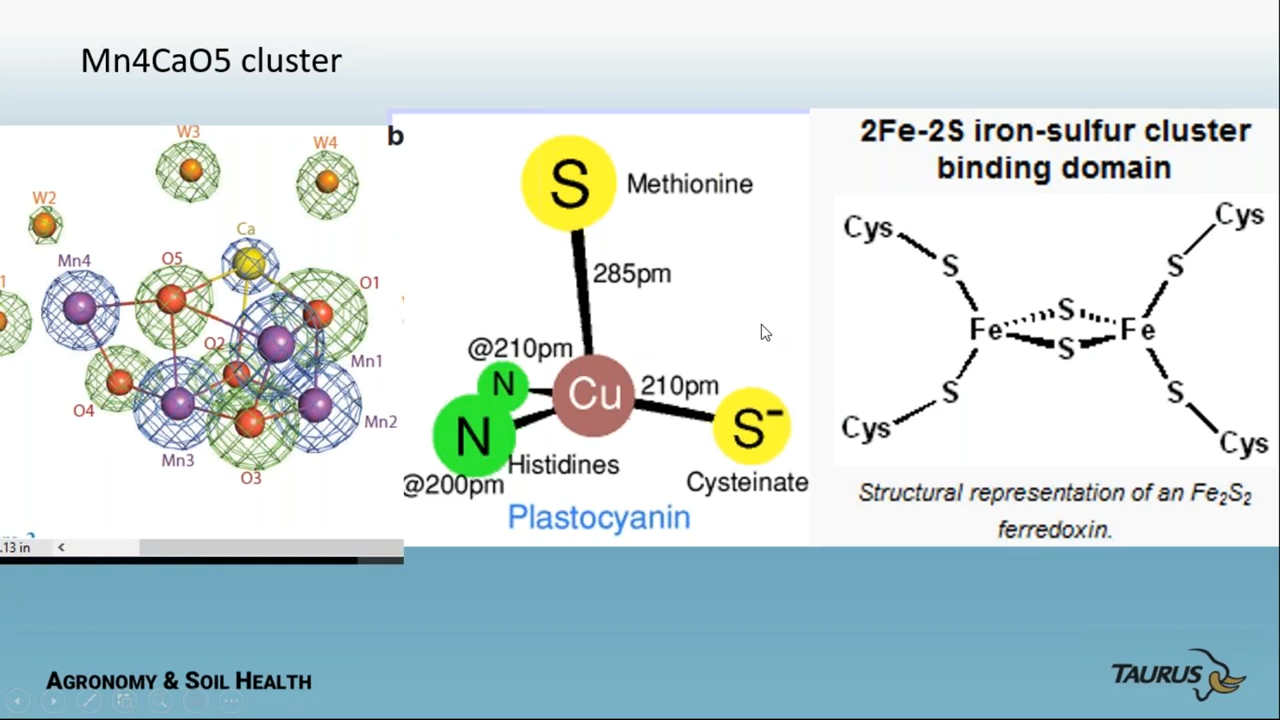 Mn4CaO5 cluster
W3
W4
W2
Ca
Mn4
O5
O1
1
O2
Mn1
O4
Mn2
Mn3
O3
.13 in
b
S
Methionine
285pm
@210pm
N
Cu
210pm
N
S-
Histidines
@200pm
Cysteinate
Plastocyanin
2Fe-2S iron-sulfur cluster
binding domain
Cys
Cys
S
S
S
Fe
Fe
S
S
S
Cys
Cys
Structural representation of an Fe₂S₂
ferredoxin.
AGRONOMY & SOIL HEALTH
TAURUS